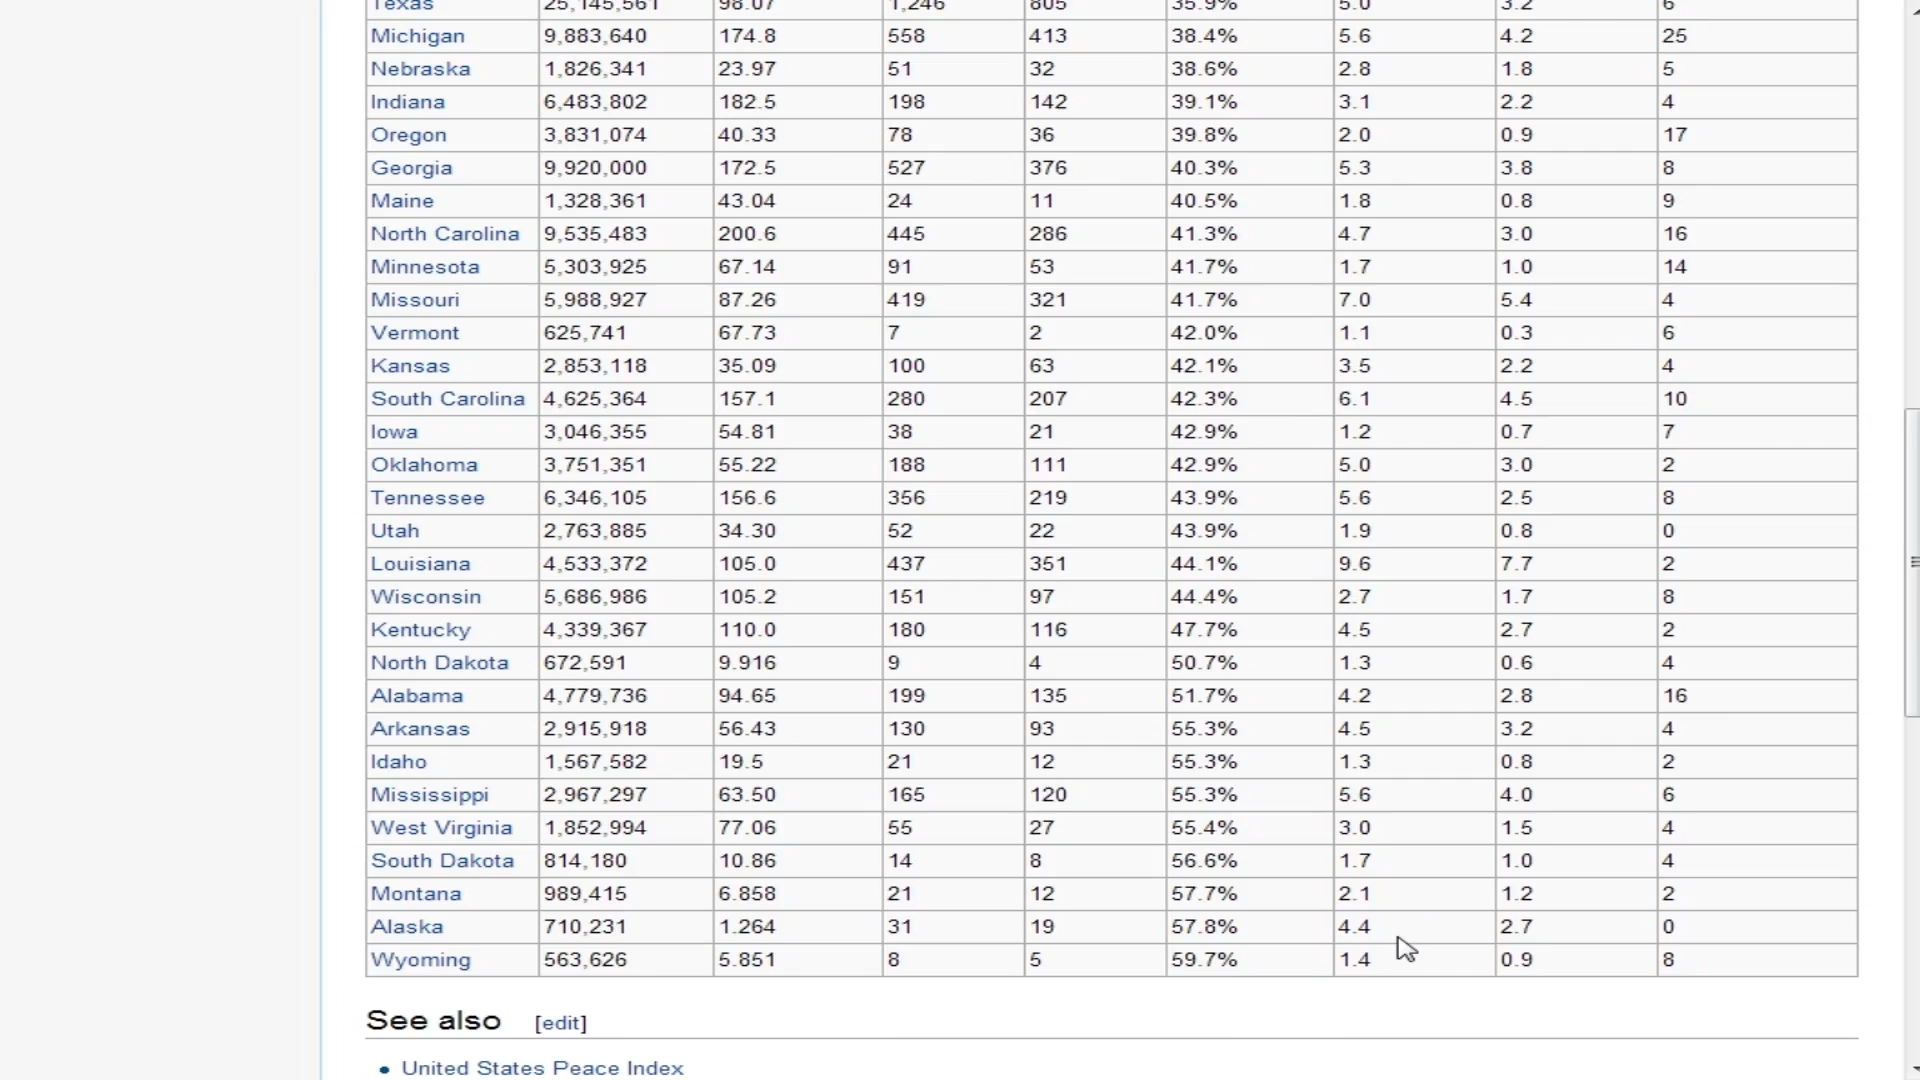 Texas 25,145,561 98.07 1,246 805 35.9% 5.0 3.2 6
Michigan 9,883,640 174.8 558 413 38.4% 5.6 4.2 25
Nebraska 1,826,341 23.97 51 32 38.6% 2.8 1.8 5
Indiana 6,483,802 182.5 198 142 39.1% 3.1 2.2 4
Oregon 3,831,074 40.33 78 36 39.8% 2.0 0.9 17
Georgia 9,920,000 172.5 527 376 40.3% 5.3 3.8 8
Maine 1,328,361 43.04 24 11 40.5% 1.8 0.8 9
North Carolina 9,535,483 200.6 445 286 41.3% 4.7 3.0 16
Minnesota 5,303,925 67.14 91 53 41.7% 1.7 1.0 14
Missouri 5,988,927 87.26 419 321 41.7% 7.0 5.4 4
Vermont 625,741 67.73 7 2 42.0% 1.1 0.3 6
Kansas 2,853,118 35.09 100 63 42.1% 3.5 2.2 4
South Carolina 4,625,364 157.1 280 207 42.3% 6.1 4.5 10
Iowa 3,046,355 54.81 38 21 42.9% 1.2 0.7 7
Oklahoma 3,751,351 55.22 188 111 42.9% 5.0 3.0 2
Tennessee 6,346,105 156.6 356 219 43.9% 5.6 2.5 8
Utah 2,763,885 34.30 52 22 43.9% 1.9 0.8 0
Louisiana 4,533,372 105.0 437 351 44.1% 9.6 7.7 2
Wisconsin 5,686,986 105.2 151 97 44.4% 2.7 1.7 8
Kentucky 4,339,367 110.0 180 116 47.7% 4.5 2.7 2
North Dakota 672,591 9.916 9 4 50.7% 1.3 0.6 4
Alabama 4,779,736 94.65 199 135 51.7% 4.2 2.8 16
Arkansas 2,915,918 56.43 130 93 55.3% 4.5 3.2 4
Idaho 1,567,582 19.5 21 12 55.3% 1.3 0.8 2
Mississippi 2,967,297 63.50 165 120 55.3% 5.6 4.0 6
West Virginia 1,852,994 77.06 55 27 55.4% 3.0 1.5 4
South Dakota 814,180 10.86 14 8 56.6% 1.7 1.0 4
Montana 989,415 6.858 21 12 57.7% 2.1 1.2 2
Alaska 710,231 1.264 31 19 57.8% 4.4 2.7 0
Wyoming 563,626 5.851 8 5 59.7% 1.4 0.9 8
See also [edit]
• United States Peace Index